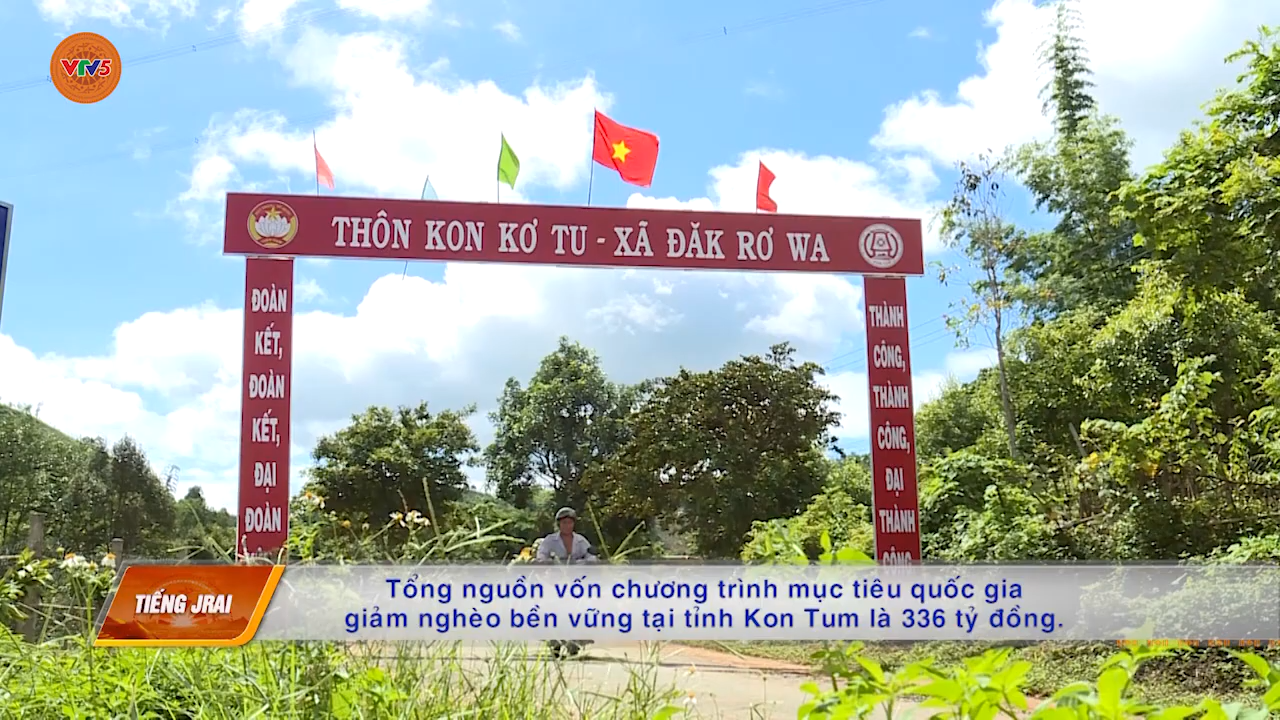 VTV5
THÔN KON KƠ TU - XÃ ĐĂK RƠ WA
ĐOÀN
KẾT,
ĐOÀN
KẾT,
ĐẠI
ĐOÀN
THÀNH
CÔNG,
THÀNH
CÔNG,
ĐẠI
THÀNH
CÔNG
TIẾNG JRAI
Tổng nguồn vốn chương trình mục tiêu quốc gia
giảm nghèo bền vững tại tỉnh Kon Tum là 336 tỷ đồng.